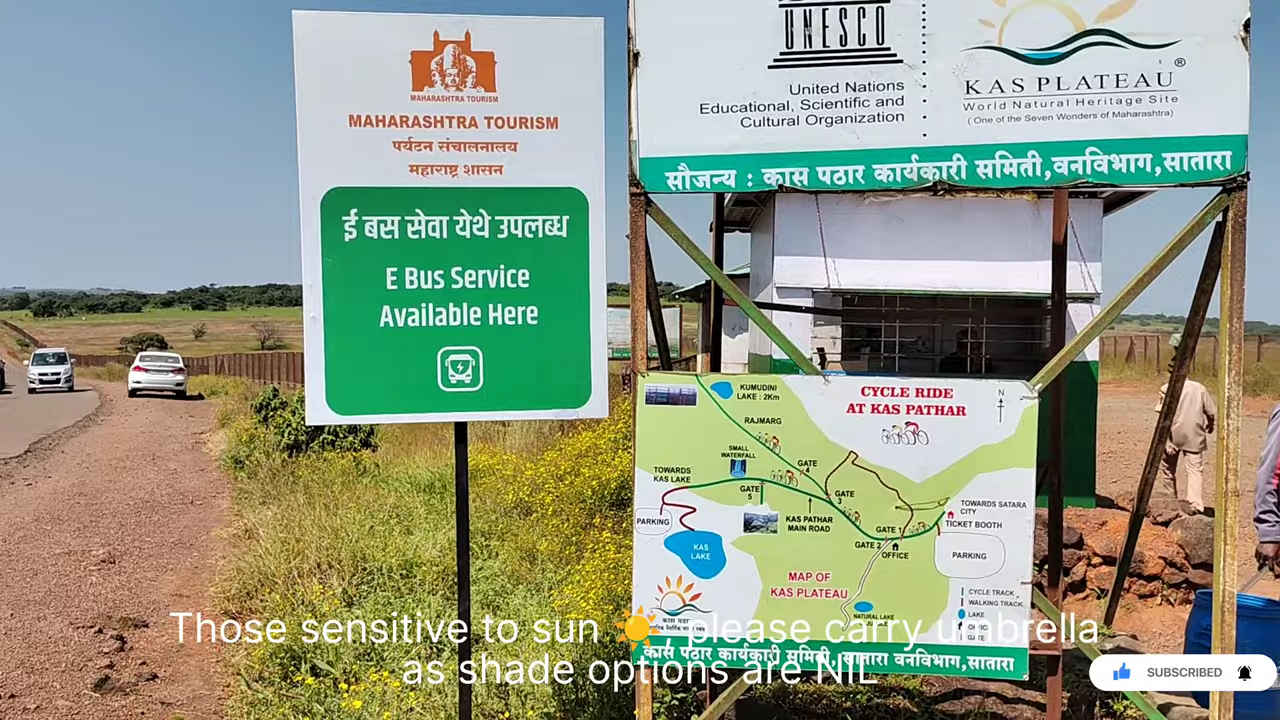 MAHARASHTRA TOURISM
MAHARASHTRA TOURISM
पर्यटन संचालनालय
महाराष्ट्र शासन
ई बस सेवा येथे उपलब्ध
E Bus Service
Available Here
UNESCO
United Nations
Educational, Scientific and
Cultural Organization
KAS PLATEAU®
World Natural Heritage Site
(One of the Seven Wonders of Maharashtra)
सौजन्य : कास पठार कार्यकारी समिती,वनविभाग,सातारा
CYCLE RIDE
AT KAS PATHAR
N
KUMUDINI
LAKE : 2Km
RAJMARG
SMALL
WATERFALL
GATE
4
TOWARDS
KAS LAKE
GATE
5
GATE
3
KAS PATHAR
MAIN ROAD
TOWARDS SATARA
CITY
TICKET BOOTH
GATE 1
GATE 2
OFFICE
PARKING
PARKING
KAS
LAKE
MAP OF
KAS PLATEAU
NATURAL LAKE
CYCLE TRACK
WALKING TRACK
LAKE
GATE
कास पठार
कास पठार कार्यकारी समिती, सातारा वनविभाग,सातारा
Those sensitive to sun ☀️, please carry umbrella
as shade options are NIL
SUBSCRIBED